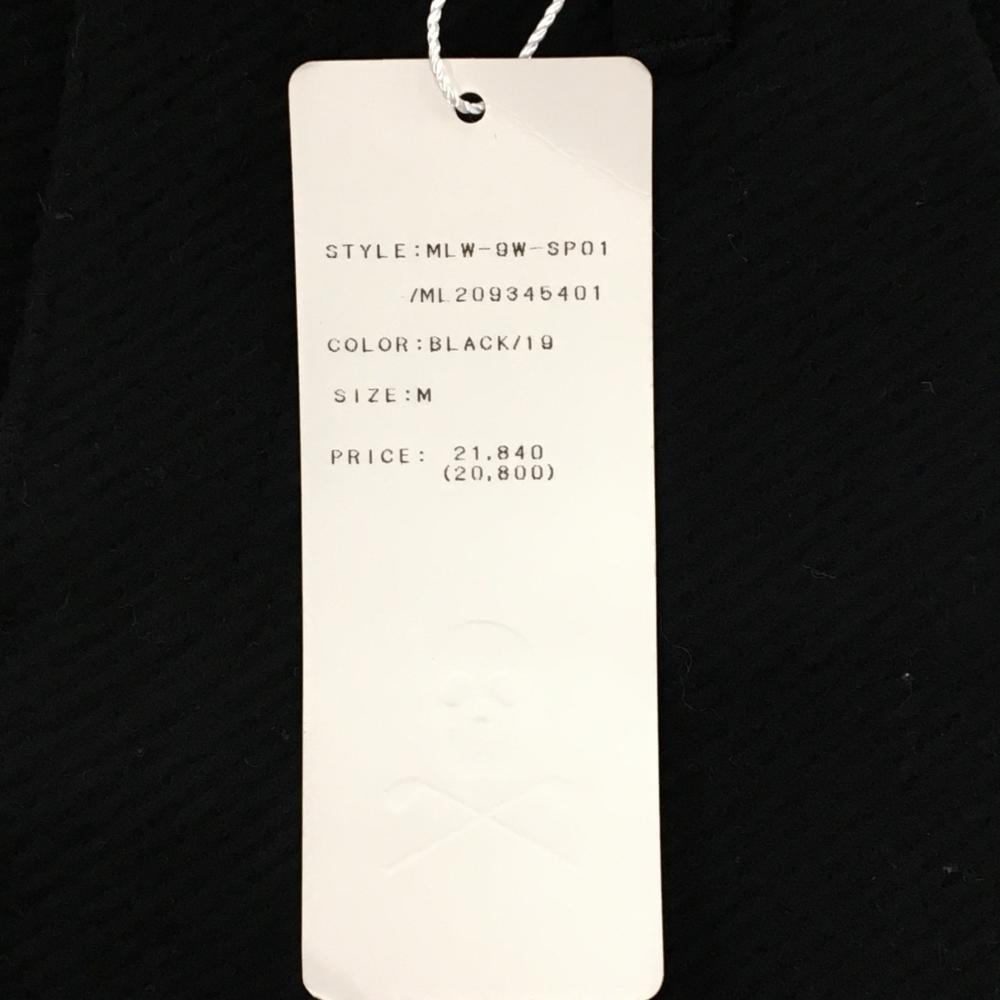 STYLE:MLW-9W-SP01
/ML209345401
COLOR:BLACK/19
SIZE:M
PRICE: 21,840
(20,800)